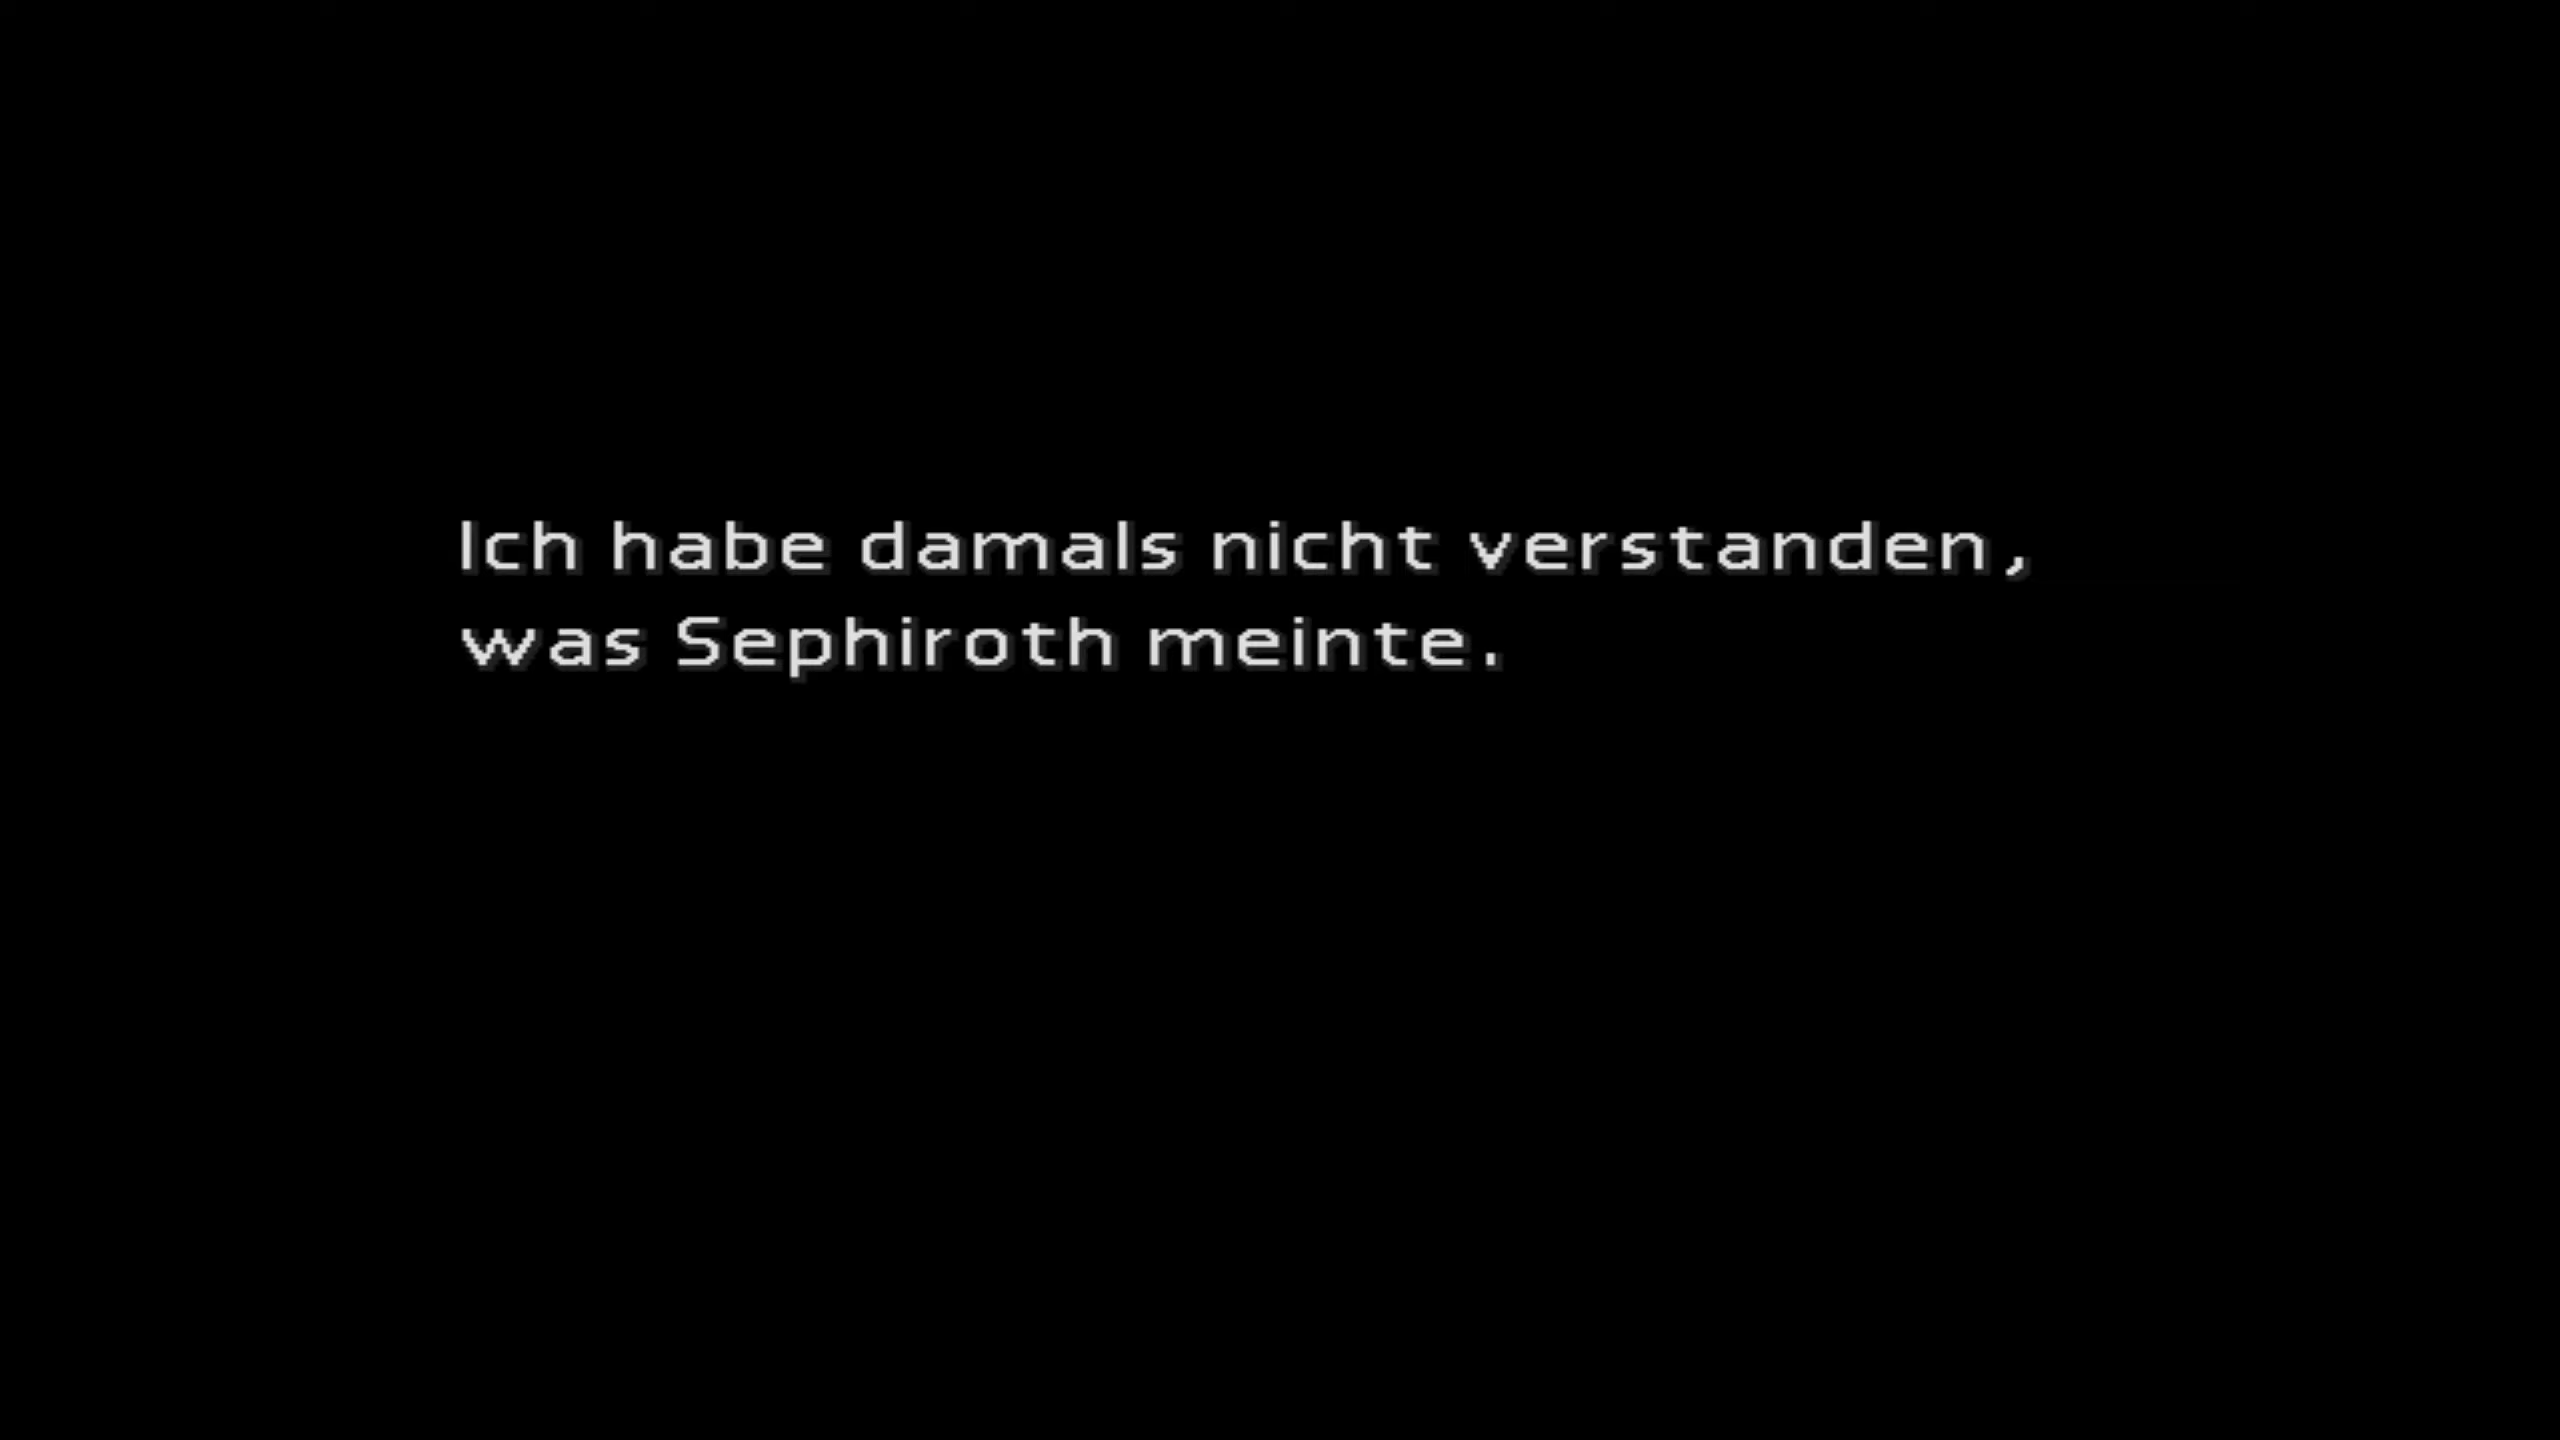 Ich habe damals nicht verstanden,
was Sephiroth meinte.